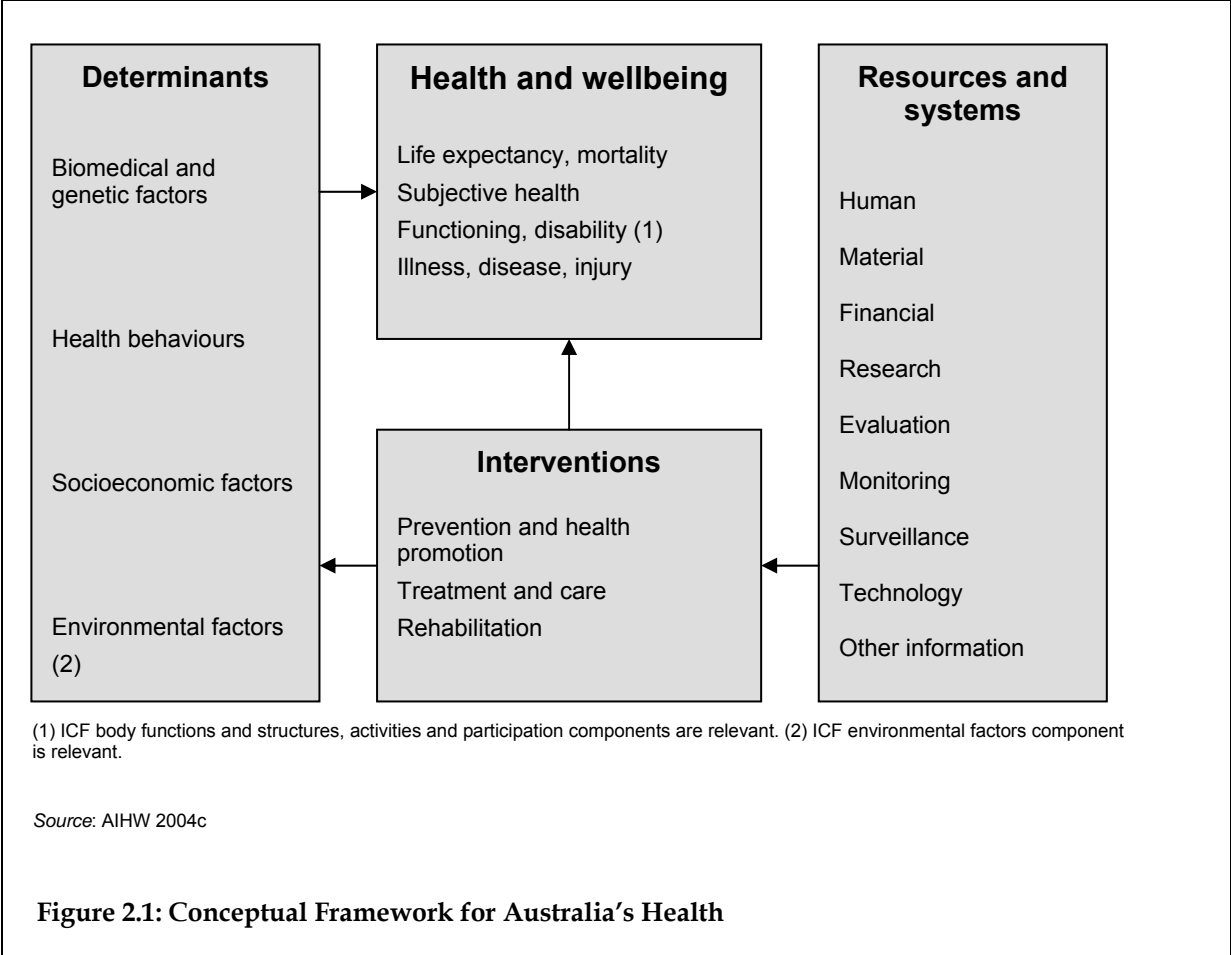 Determinants
Biomedical and
genetic factors
Health behaviours
Socioeconomic factors
Environmental factors
(2)
Health and wellbeing
Life expectancy, mortality
Subjective health
Functioning, disability (1)
Illness, disease, injury
Interventions
Prevention and health
promotion
Treatment and care
Rehabilitation
Resources and
systems
Human
Material
Financial
Research
Evaluation
Monitoring
Surveillance
Technology
Other information
(1) ICF body functions and structures, activities and participation components are relevant. (2) ICF environmental factors component
is relevant.
Source: AIHW 2004c
Figure 2.1: Conceptual Framework for Australia’s Health